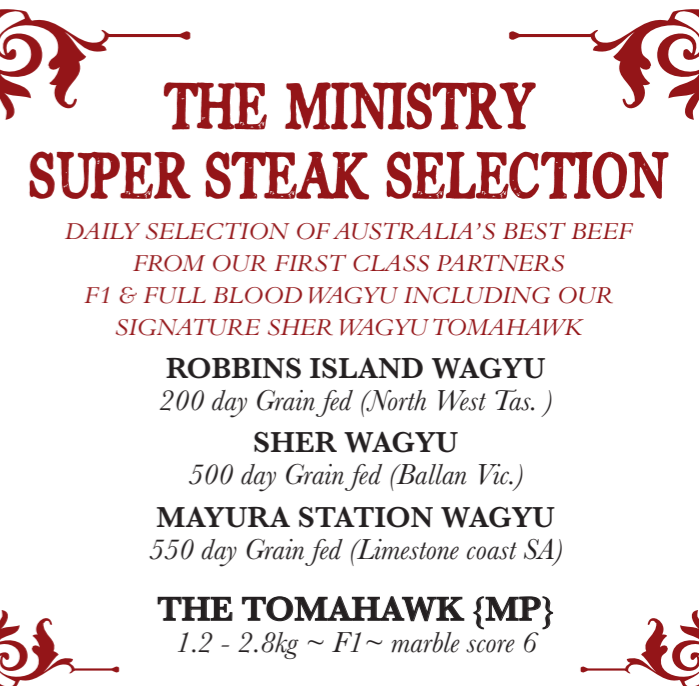 THE MINISTRY
SUPER STEAK SELECTION
DAILY SELECTION OF AUSTRALIA'S BEST BEEF
FROM OUR FIRST CLASS PARTNERS
F1 & FULL BLOOD WAGYU INCLUDING OUR
SIGNATURE SHER WAGYU TOMAHAWK
ROBBINS ISLAND WAGYU
200 day Grain fed (North West Tas. )
SHER WAGYU
500 day Grain fed (Ballan Vic.)
MAYURA STATION WAGYU
550 day Grain fed (Limestone coast SA)
THE TOMAHAWK {MP}
1.2 - 2.8kg ~ F1~ marble score 6